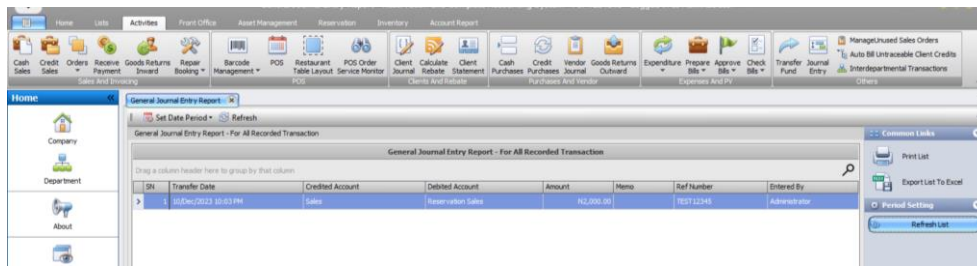 Home Lists Activities Front Office Asset Management Reservation Inventory Account Report
Cash Sales Credit Sales Orders Receive Payment Goods Returns Inward Repair Booking Barcode Management POS Restaurant Table Layout POS Order Service Monitor Client Journal Calculate Rebate Client Statement Cash Purchases Credit Purchases Vendor Journal Goods Returns Outward Expenditure Prepare Bills Approve Bills Check Bills Transfer Fund Journal Entry
ManageUnused Sales Orders
Auto Bill Untraceable Client Credits
Interdepartmental Transactions
Sales And Invoicing POS Clients And Rebate Purchases And Vendor Expenses And PV Others
Home
General Journal Entry Report
Set Date Period Refresh
General Journal Entry Report - For All Recorded Transaction
Common Links
General Journal Entry Report - For All Recorded Transaction
Company
Print List
Drag a column header here to group by that column
Department
Export List To Excel
SN Transfer Date Credited Account Debited Account Amount Memo Ref Number Entered By
1 10/Dec/2023 10:03 PM Sales Reservation Sales N2,000.00 TEST12345 Administrator
Period Setting
About
Refresh List